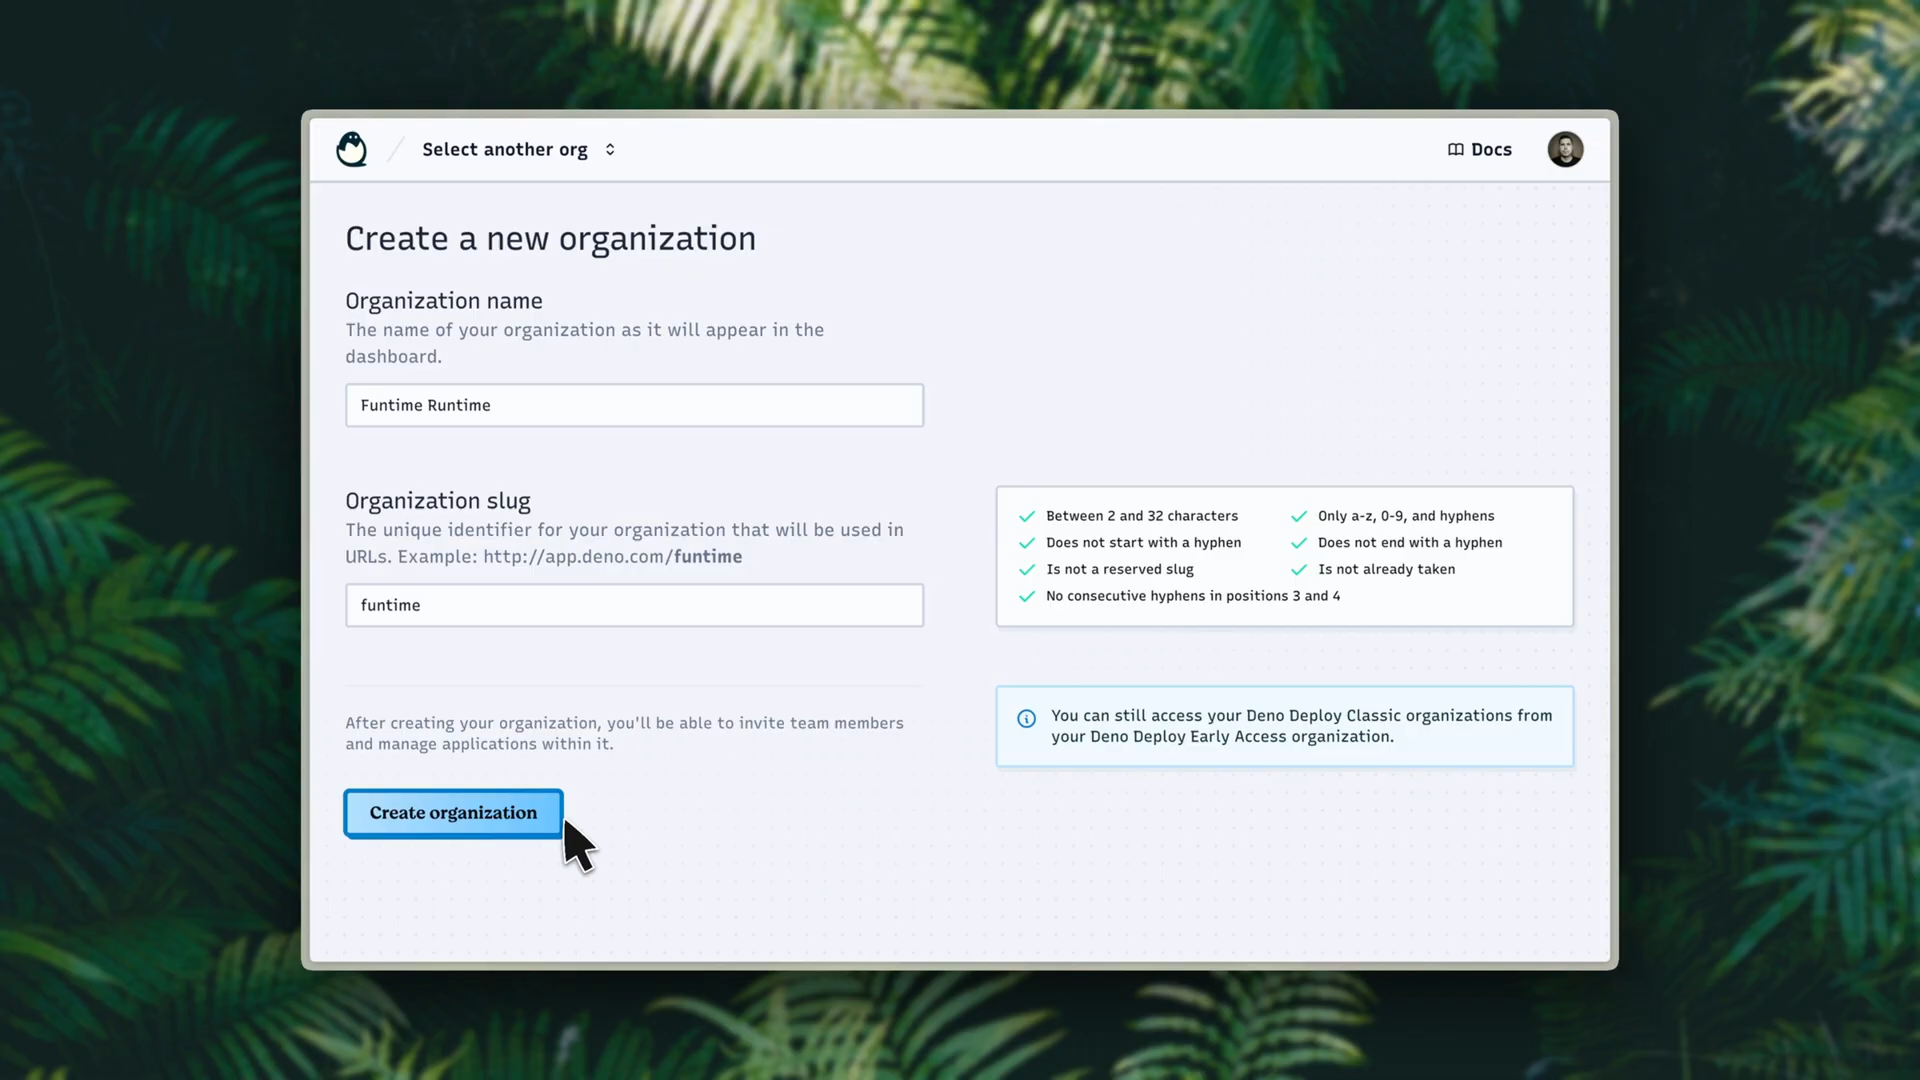 Select another org
Docs
Create a new organization
Organization name
The name of your organization as it will appear in the
dashboard.
Funtime Runtime
Organization slug
The unique identifier for your organization that will be used in
URLs. Example: http://app.deno.com/funtime
funtime
Between 2 and 32 characters
Only a-z, 0-9, and hyphens
Does not start with a hyphen
Does not end with a hyphen
Is not a reserved slug
Is not already taken
No consecutive hyphens in positions 3 and 4
After creating your organization, you'll be able to invite team members
and manage applications within it.
You can still access your Deno Deploy Classic organizations from
your Deno Deploy Early Access organization.
Create organization